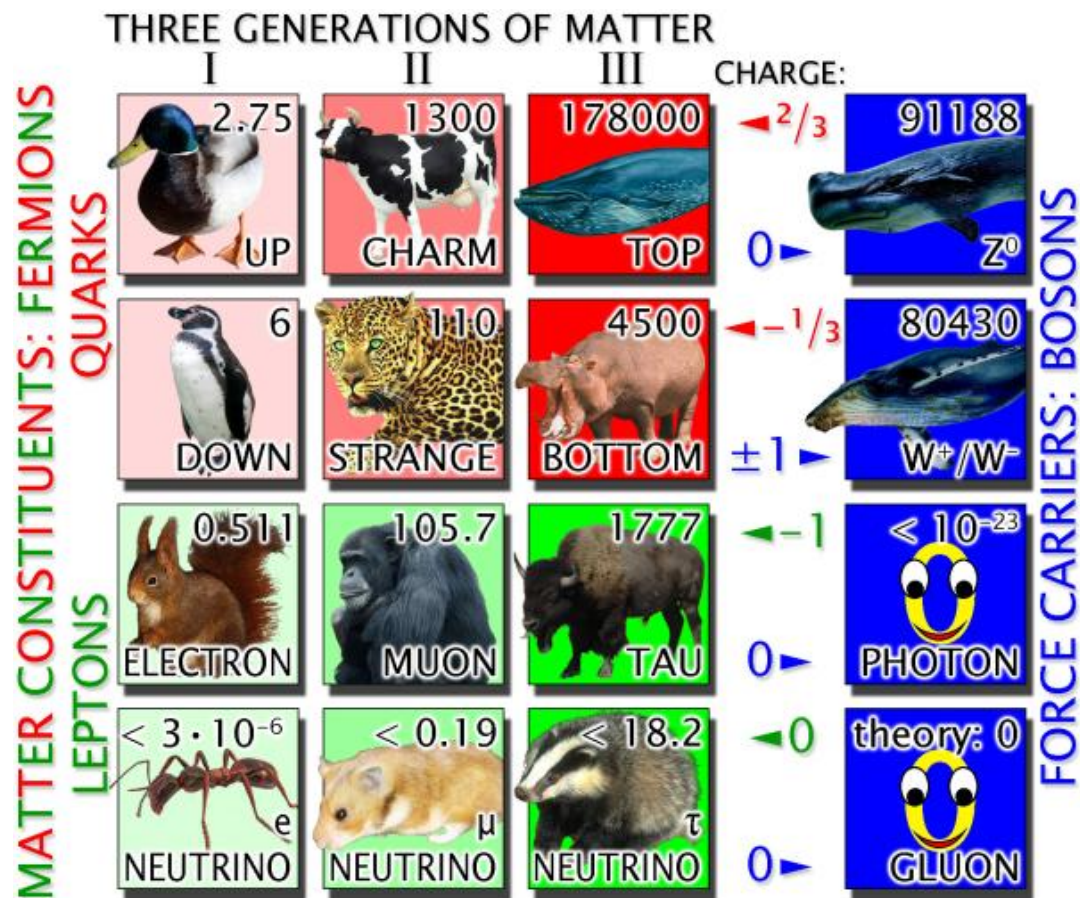 THREE GENERATIONS OF MATTER
I II III CHARGE:
MATTER CONSTITUENTS: FERMIONS
QUARKS
LEPTONS
2.75
UP
1300
CHARM
178000
TOP
◄ 2/3
0 ►
91188
Z⁰
6
DOWN
110
STRANGE
4500
BOTTOM
◄ -1/3
±1 ►
80430
W⁺/W⁻
0.511
ELECTRON
105.7
MUON
1777
TAU
◄ -1
0 ►
< 10⁻²³
PHOTON
< 3·10⁻⁶
e
NEUTRINO
< 0.19
μ
NEUTRINO
< 18.2
τ
NEUTRINO
◄ 0
0 ►
theory: 0
GLUON
FORCE CARRIERS: BOSONS